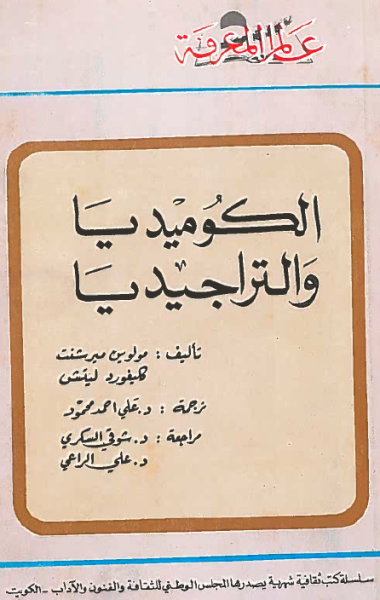 عالم المعرفة
الكوميديا
والتراجيديا
تأليف : مولوين ميرشنت
كليفورد ليتش
ترجمة : د. علي احمد محمود
مراجعة : د. شوقي السكري
د. علي الراعي
سلسلة كتب ثقافية شهرية يصدرها المجلس الوطني للثقافة والفنون والآداب - الكويت